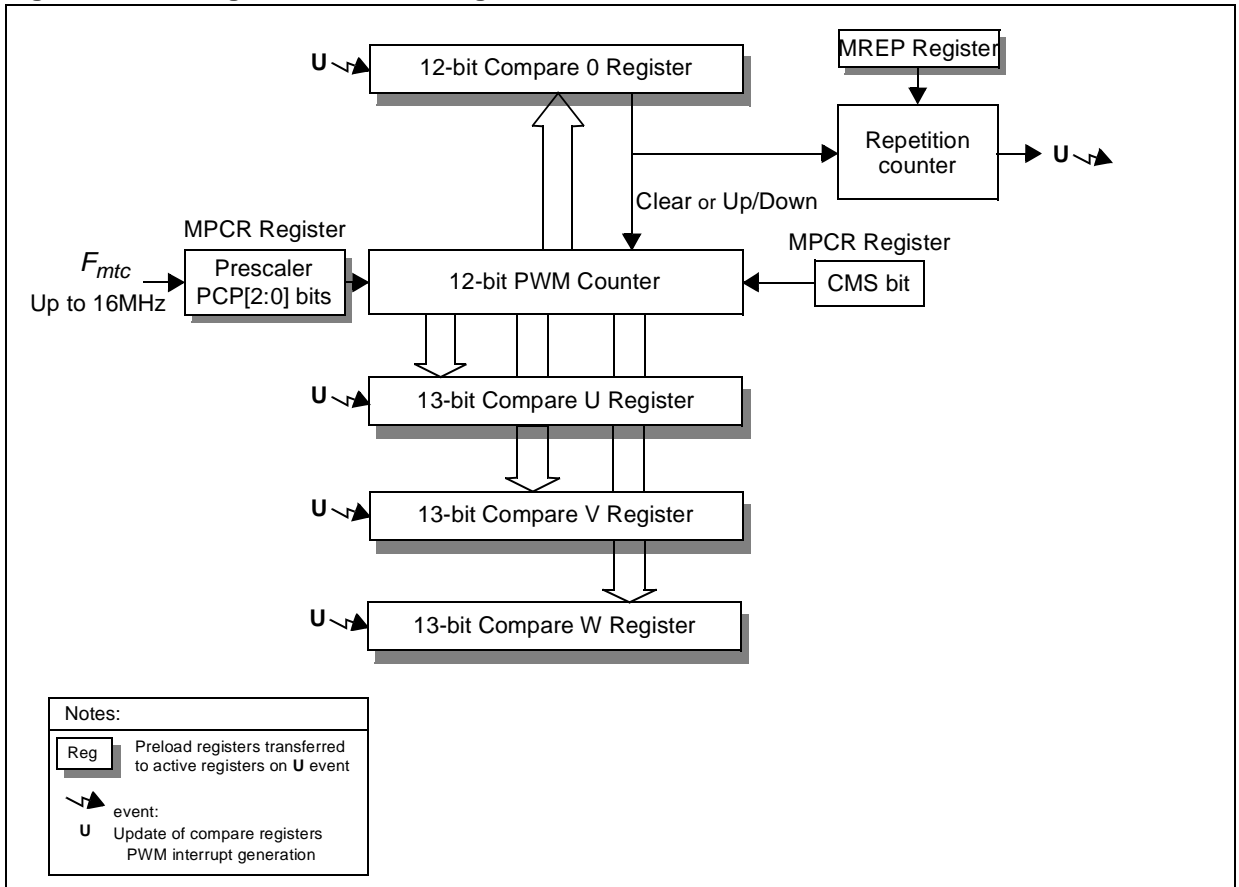 MREP Register
U
12-bit Compare 0 Register
Repetition
counter
U
Clear or Up/Down
MPCR Register
MPCR Register
Fmtc
Up to 16MHz
Prescaler
PCP[2:0] bits
12-bit PWM Counter
CMS bit
U
13-bit Compare U Register
U
13-bit Compare V Register
U
13-bit Compare W Register
Notes:
Reg
Preload registers transferred
to active registers on U event
event:
U Update of compare registers
PWM interrupt generation